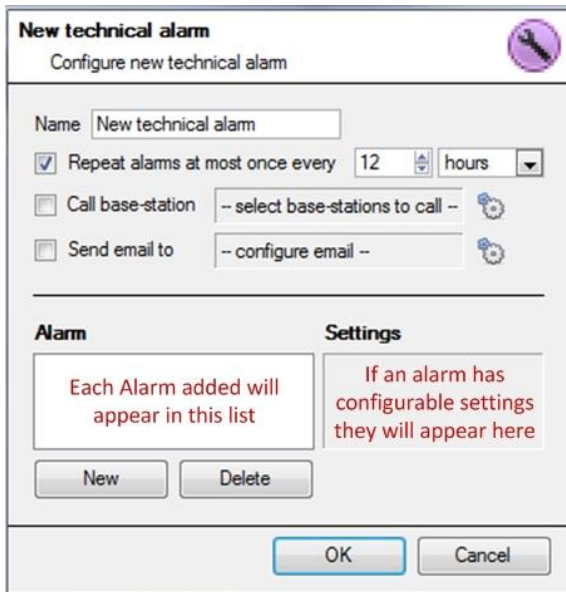 New technical alarm
Configure new technical alarm
Name New technical alarm
Repeat alarms at most once every 12 hours
Call base-station -- select base-stations to call --
Send email to -- configure email --
Alarm Settings
Each Alarm added will
appear in this list
If an alarm has
configurable settings
they will appear here
New Delete
OK Cancel